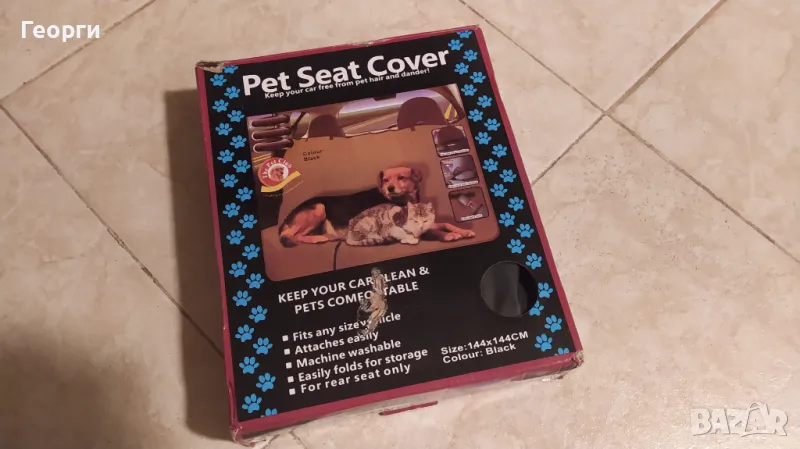 Георги
Pet Seat Cover
Keep your car free from pet hair and dander!
Colour:
Black
KEEP YOUR CAR CLEAN &
PETS COMFORTABLE
Fits any size vehicle
Attaches easily
Machine washable
Easily folds for storage
For rear seat only
Size:144x144CM
Colour: Black
BAZAR